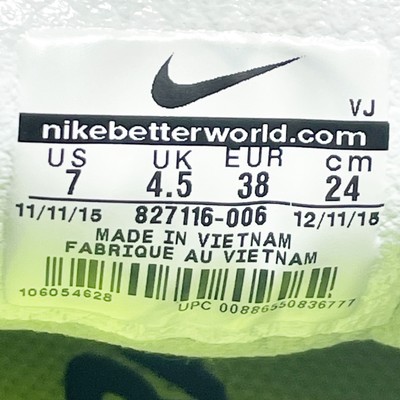 VJ
nikebetterworld.com
US UK EUR cm
7 4.5 38 24
11/11/15 827116-006 12/11/15
MADE IN VIETNAM
FABRIQUE AU VIETNAM
106054628
UPC 00886550836777